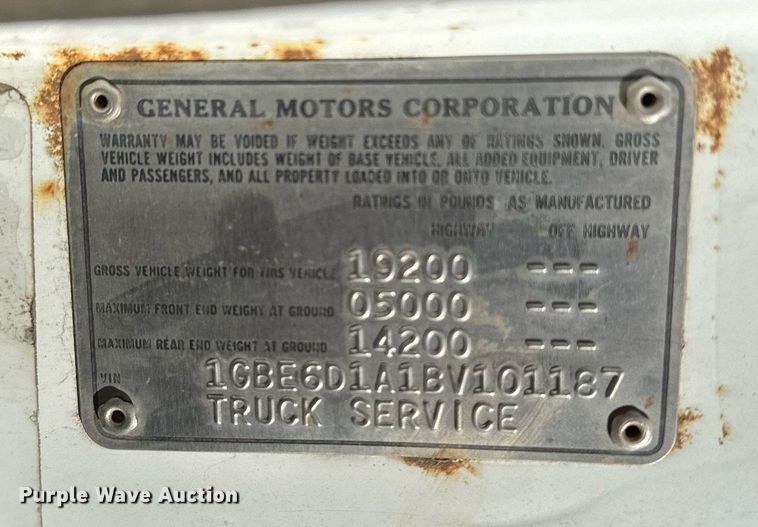 GENERAL MOTORS CORPORATION
WARRANTY MAY BE VOIDED IF WEIGHT EXCEEDS ANY OF RATINGS SHOWN. GROSS
VEHICLE WEIGHT INCLUDES WEIGHT OF BASE VEHICLE, ALL ADDED EQUIPMENT, DRIVER
AND PASSENGERS, AND ALL PROPERTY LOADED INTO OR ONTO VEHICLE.
RATINGS IN POUNDS AS MANUFACTURED
HIGHWAY OFF HIGHWAY
GROSS VEHICLE WEIGHT FOR THIS VEHICLE 19200 ---
MAXIMUM FRONT END WEIGHT AT GROUND 05000 ---
MAXIMUM REAR END WEIGHT AT GROUND 14200 ---
VIN 1GBE6D1A1BV101187
TRUCK SERVICE
Purple Wave Auction